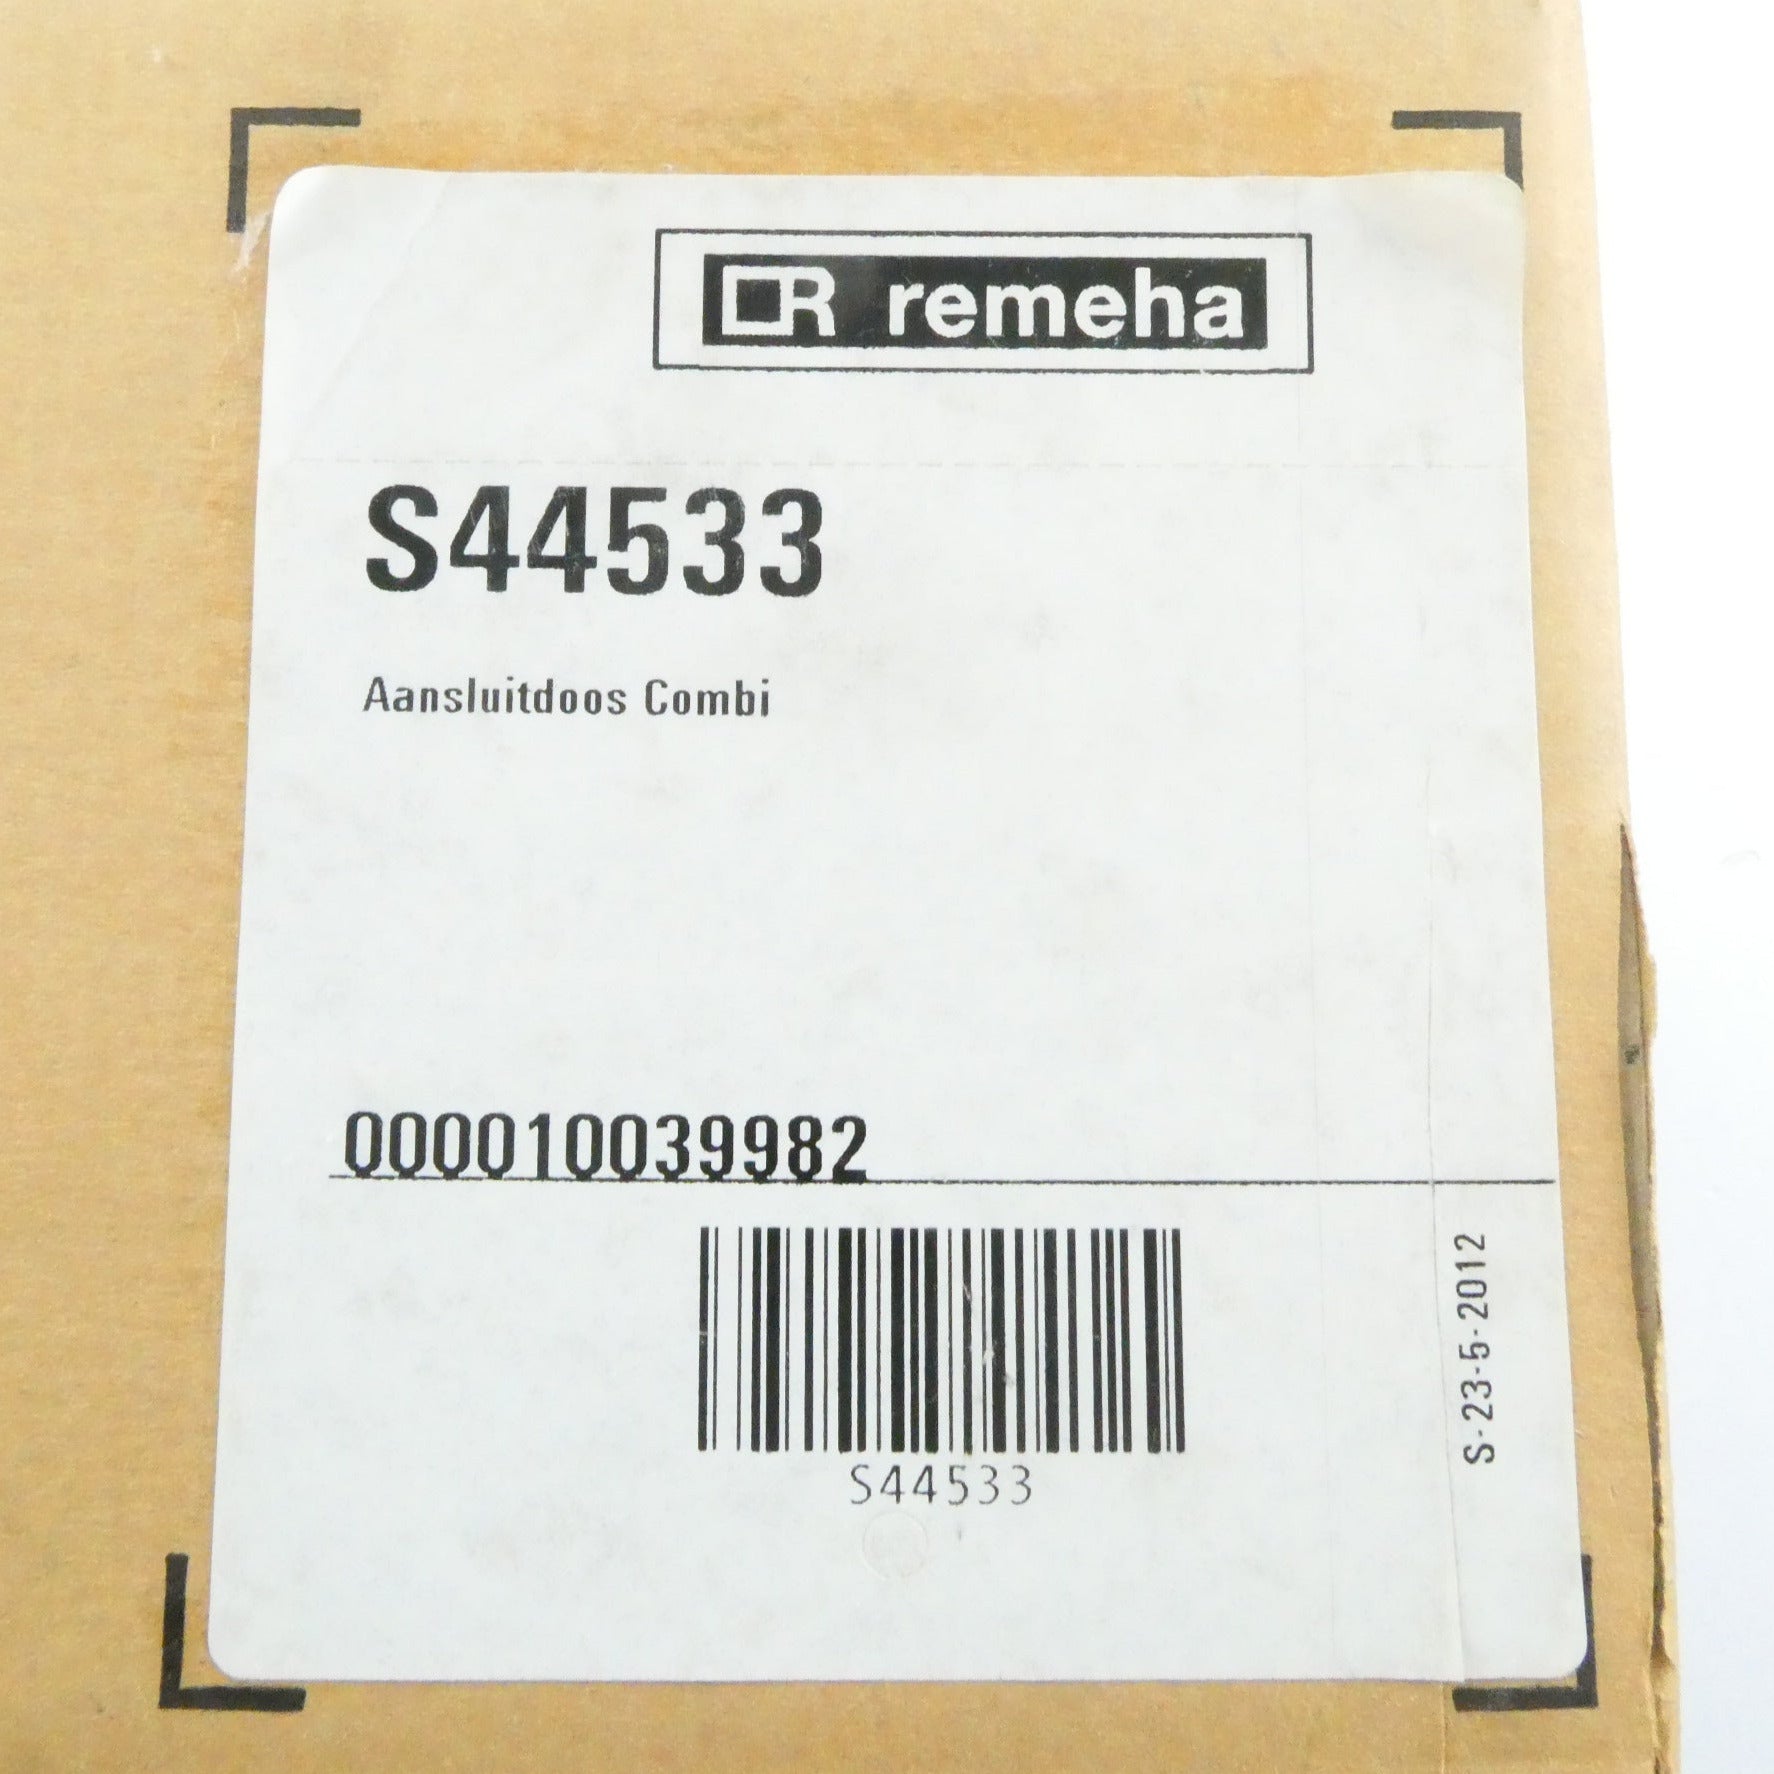 R remeha
S44533
Aansluitdoos Combi
000010039982
S44533
S-23-5-2012